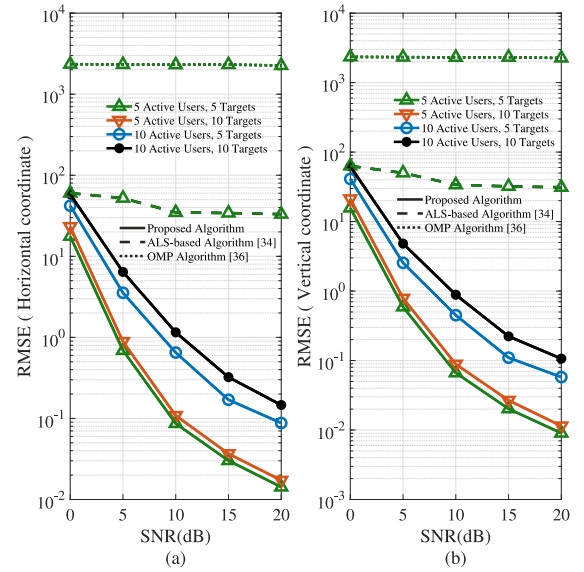 10^4
10^3
10^2
10^1
10^0
10^-1
10^-2
RMSE ( Horizontal coordinate )
5 Active Users, 5 Targets
5 Active Users, 10 Targets
10 Active Users, 5 Targets
10 Active Users, 10 Targets
Proposed Algorithm
ALS-based Algorithm [34]
OMP Algorithm [36]
0 5 10 15 20
SNR(dB)
(a)
10^4
10^3
10^2
10^1
10^0
10^-1
10^-2
10^-3
RMSE ( Vertical coordinate )
5 Active Users, 5 Targets
5 Active Users, 10 Targets
10 Active Users, 5 Targets
10 Active Users, 10 Targets
Proposed Algorithm
ALS-based Algorithm [34]
OMP Algorithm [36]
0 5 10 15 20
SNR(dB)
(b)